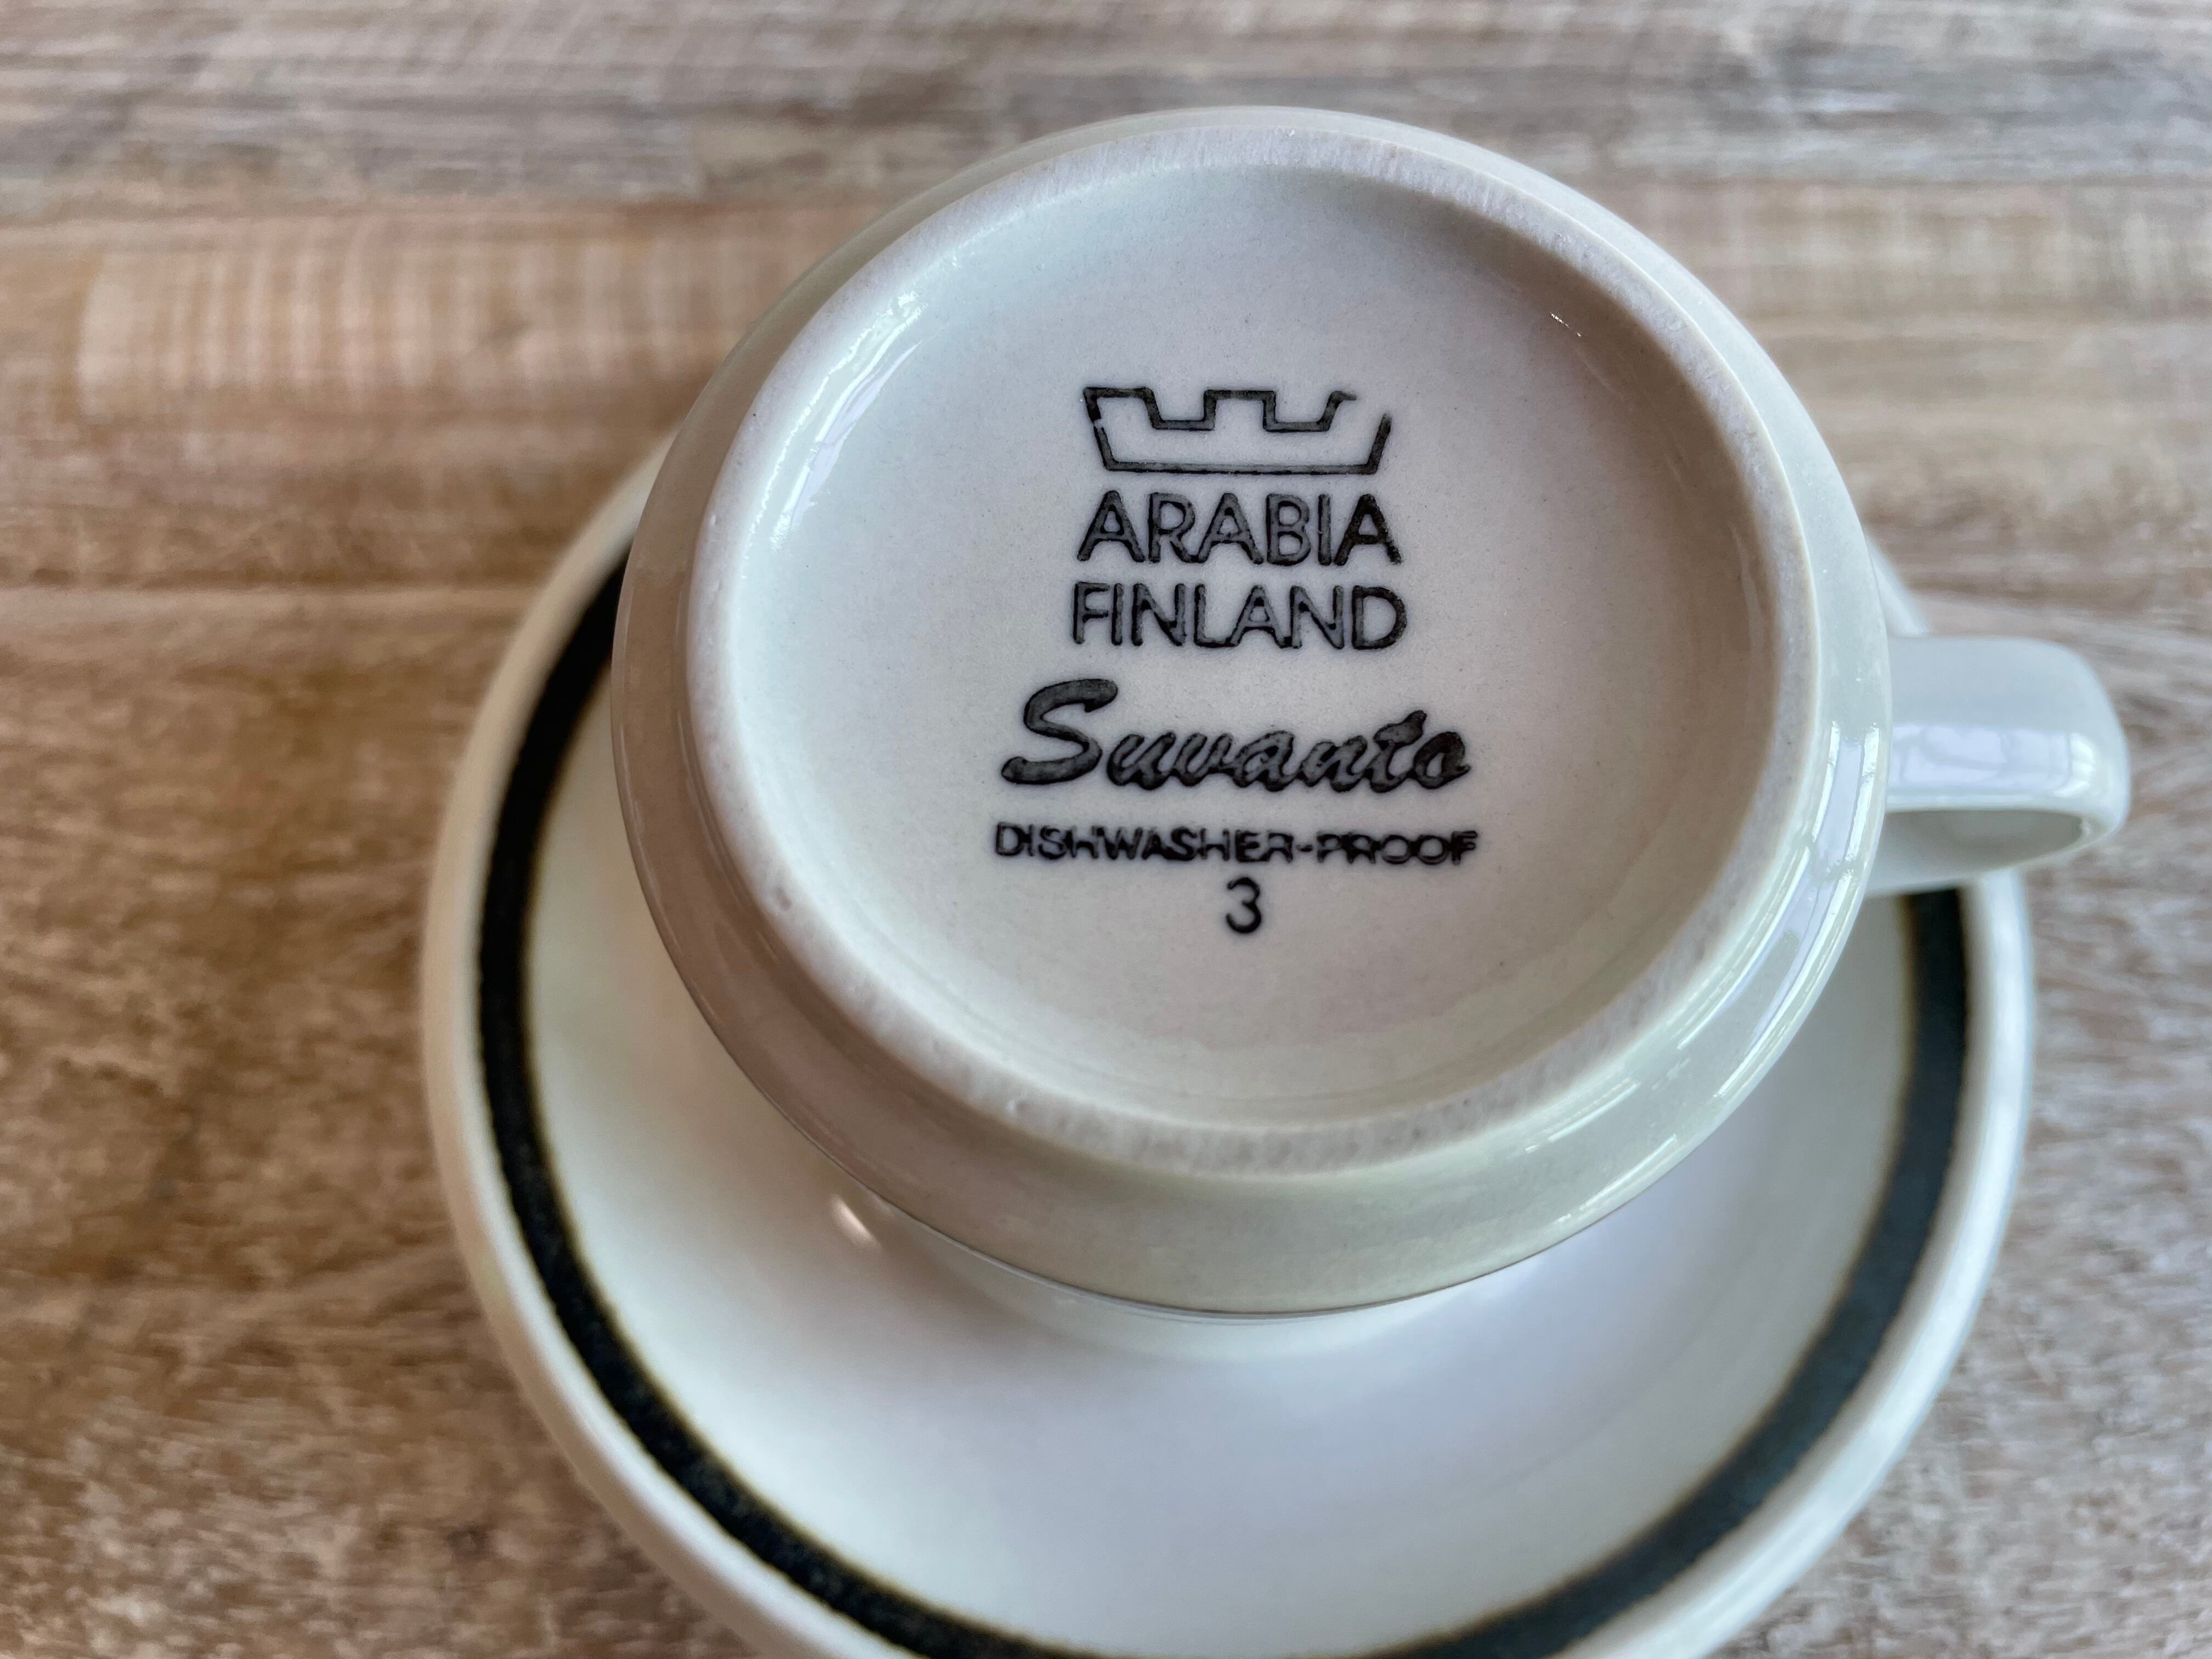 ARABIA
FINLAND
Suvanto
DISHWASHER-PROOF
3